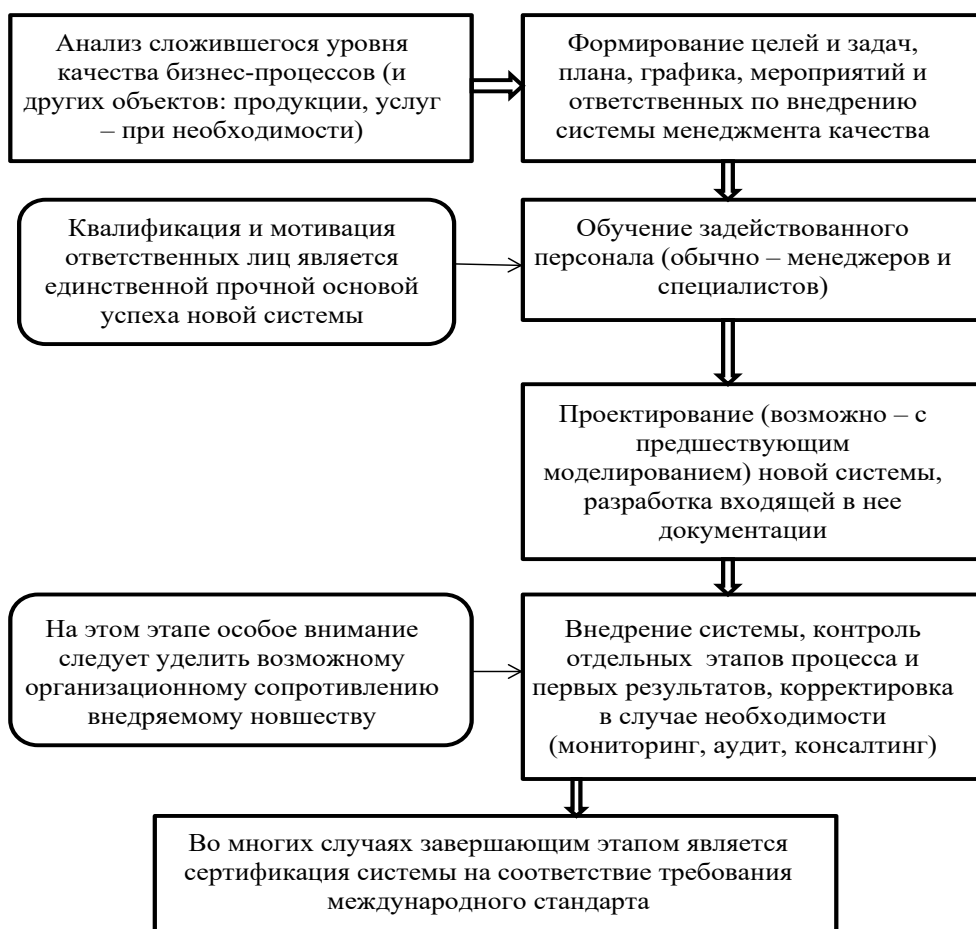 Анализ сложившегося уровня
качества бизнес-процессов (и
других объектов: продукции, услуг
– при необходимости)
Формирование целей и задач,
плана, графика, мероприятий и
ответственных по внедрению
системы менеджмента качества
Квалификация и мотивация
ответственных лиц является
единственной прочной основой
успеха новой системы
Обучение задействованного
персонала (обычно – менеджеров и
специалистов)
Проектирование (возможно – с
предшествующим
моделированием) новой системы,
разработка входящей в нее
документации
На этом этапе особое внимание
следует уделить возможному
организационному сопротивлению
внедряемому новшеству
Внедрение системы, контроль
отдельных этапов процесса и
первых результатов, корректировка
в случае необходимости
(мониторинг, аудит, консалтинг)
Во многих случаях завершающим этапом является
сертификация системы на соответствие требования
международного стандарта